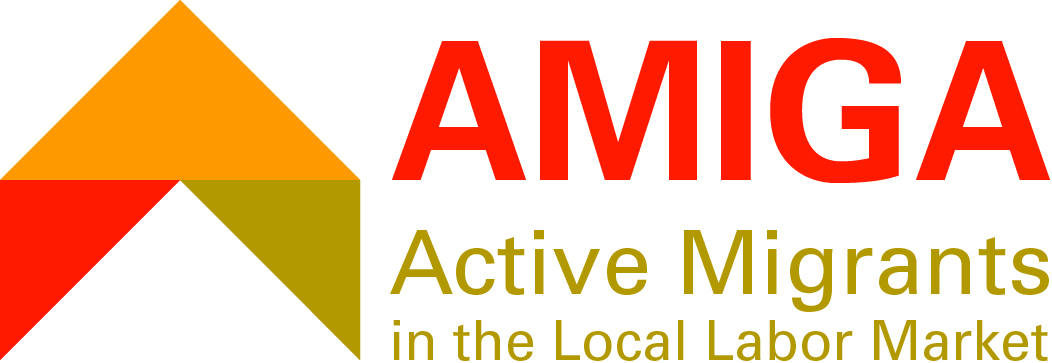 AMIGA
Active Migrants
in the Local Labor Market